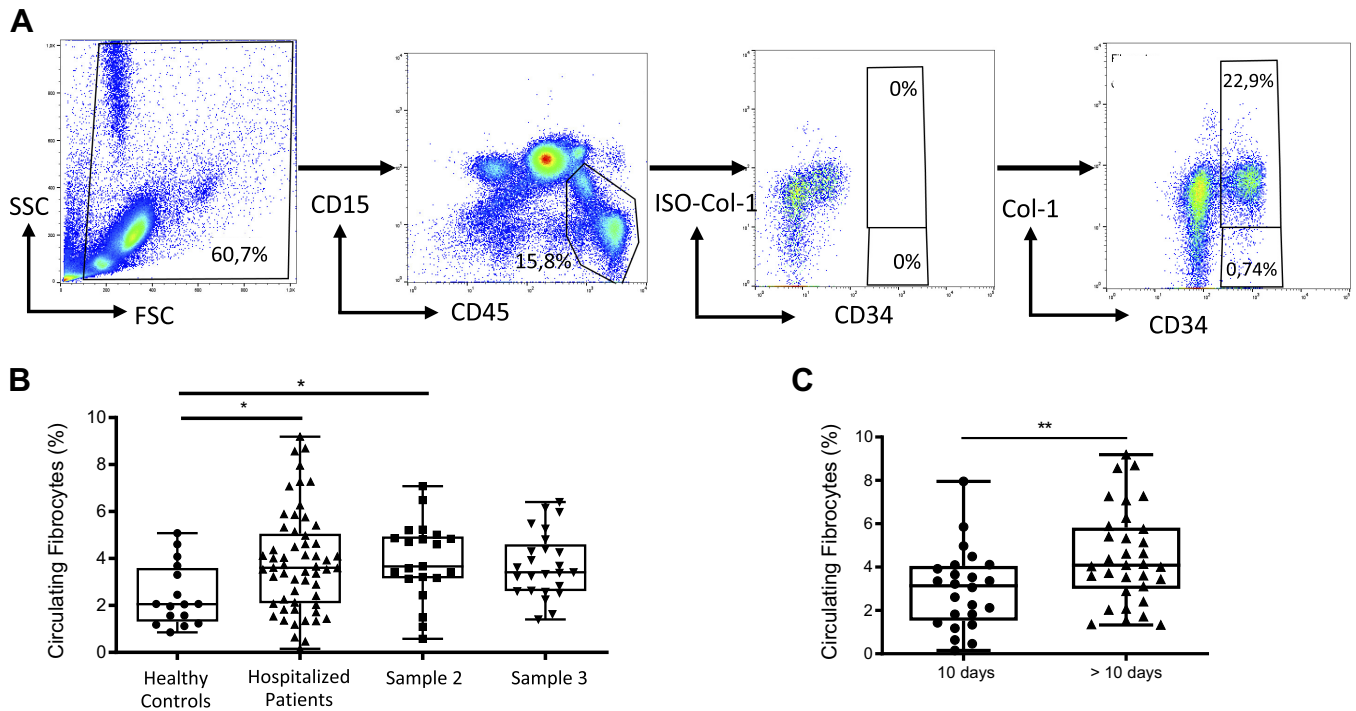 A
SSC
FSC
60,7%
CD15
CD45
15,8%
ISO-Col-1
CD34
0%
0%
Col-1
CD34
22,9%
0,74%
B
Circulating Fibrocytes (%)
10
8
6
4
2
0
*
*
Healthy
Controls
Hospitalized
Patients
Sample 2
Sample 3
C
Circulating Fibrocytes (%)
10
8
6
4
2
0
**
10 days
> 10 days